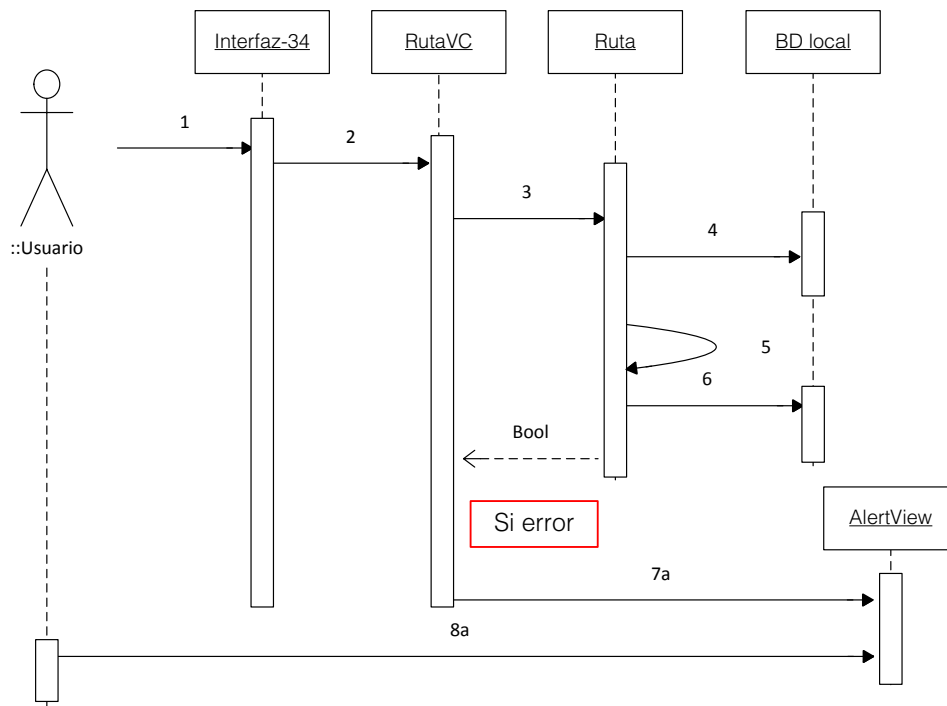 Interfaz-34
RutaVC
Ruta
BD local
1
2
3
4
::Usuario
5
6
Bool
Si error
AlertView
7a
8a